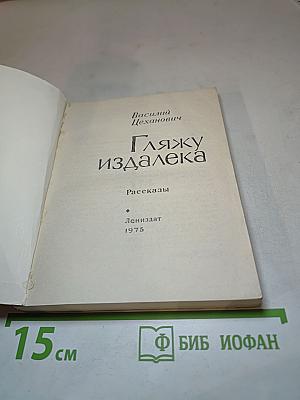 Василий
Цеханович
Гляжу
издалека
Рассказы
Лениздат
1975
15 см
Ф БИБ ИОФАН